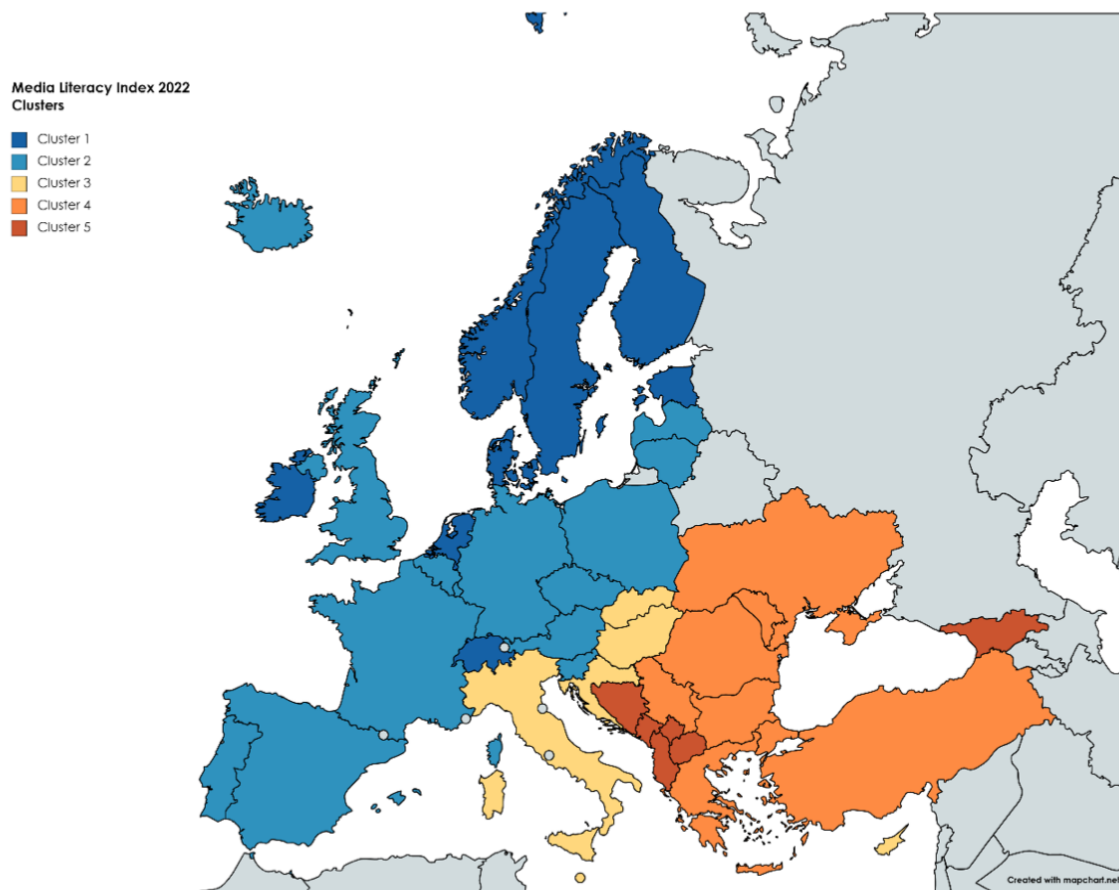 Media Literacy Index 2022
Clusters
Cluster 1
Cluster 2
Cluster 3
Cluster 4
Cluster 5
Created with mapchart.net